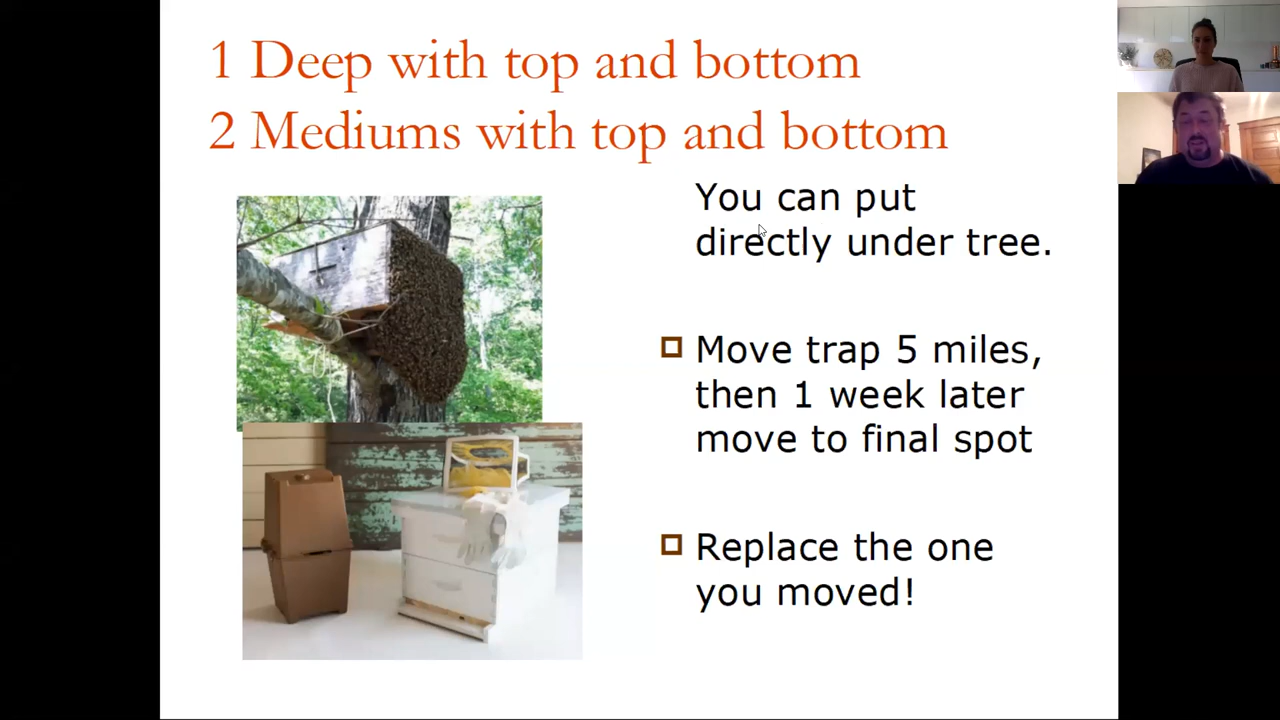 1 Deep with top and bottom
2 Mediums with top and bottom
You can put
directly under tree.
Move trap 5 miles,
then 1 week later
move to final spot
Replace the one
you moved!